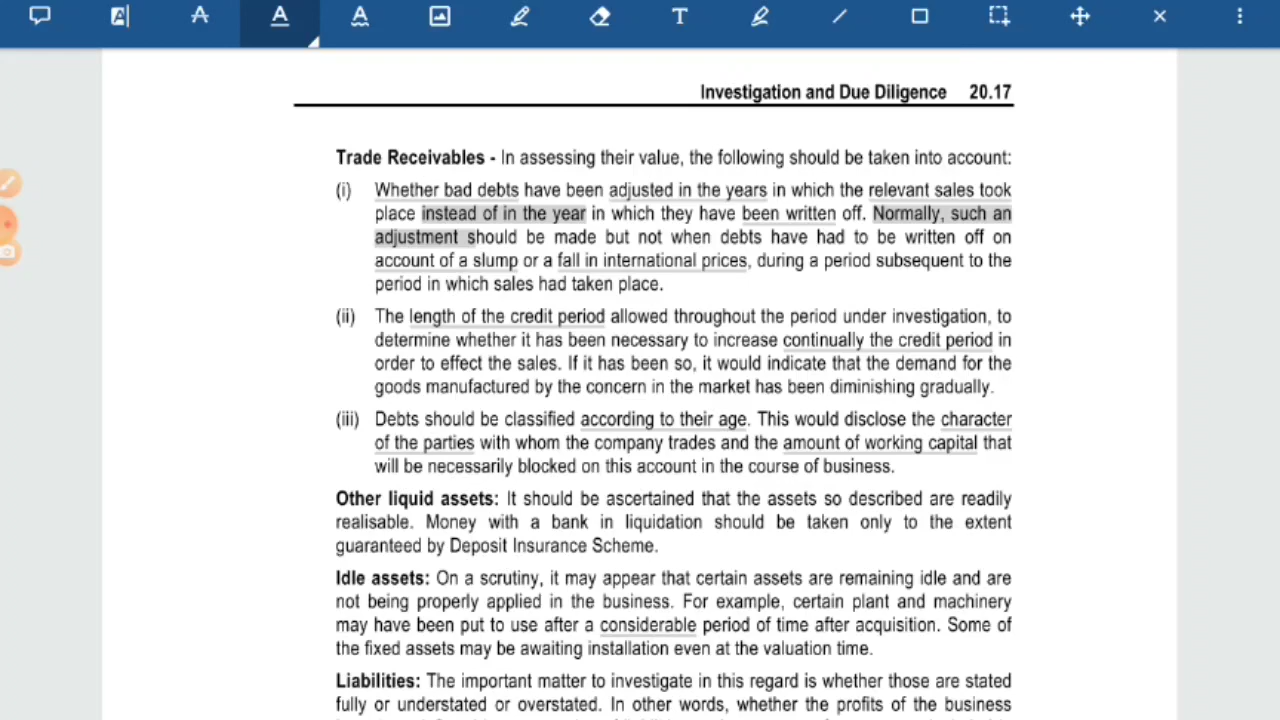 Investigation and Due Diligence 20.17
Trade Receivables - In assessing their value, the following should be taken into account:
(i) Whether bad debts have been adjusted in the years in which the relevant sales took
place instead of in the year in which they have been written off. Normally, such an
adjustment should be made but not when debts have had to be written off on
account of a slump or a fall in international prices, during a period subsequent to the
period in which sales had taken place.
(ii) The length of the credit period allowed throughout the period under investigation, to
determine whether it has been necessary to increase continually the credit period in
order to effect the sales. If it has been so, it would indicate that the demand for the
goods manufactured by the concern in the market has been diminishing gradually.
(iii) Debts should be classified according to their age. This would disclose the character
of the parties with whom the company trades and the amount of working capital that
will be necessarily blocked on this account in the course of business.
Other liquid assets: It should be ascertained that the assets so described are readily
realisable. Money with a bank in liquidation should be taken only to the extent
guaranteed by Deposit Insurance Scheme.
Idle assets: On a scrutiny, it may appear that certain assets are remaining idle and are
not being properly applied in the business. For example, certain plant and machinery
may have been put to use after a considerable period of time after acquisition. Some of
the fixed assets may be awaiting installation even at the valuation time.
Liabilities: The important matter to investigate in this regard is whether those are stated
fully or understated or overstated. In other words, whether the profits of the business